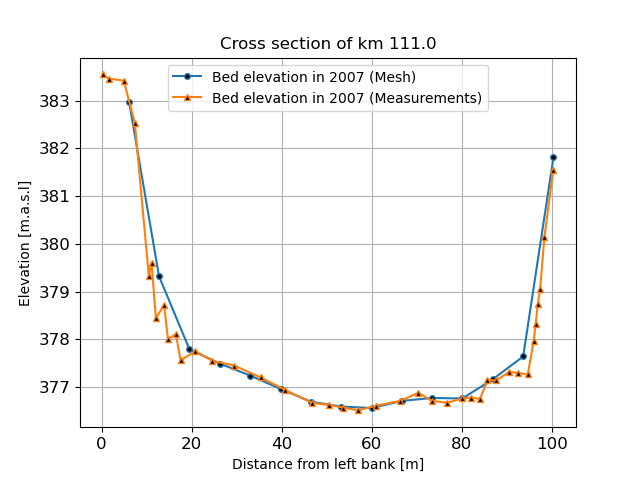 Cross section of km 111.0
Bed elevation in 2007 (Mesh)
Bed elevation in 2007 (Measurements)
383
382
381
380
379
378
377
Elevation [m.a.s.l]
0 20 40 60 80 100
Distance from left bank [m]